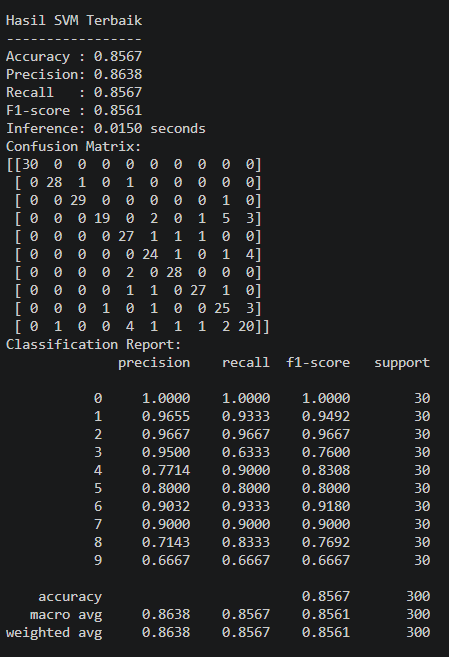 Hasil SVM Terbaik
-----------------
Accuracy : 0.8567
Precision: 0.8638
Recall   : 0.8567
F1-score : 0.8561
Inference: 0.0150 seconds
Confusion Matrix:
[[30  0  0  0  0  0  0  0  0  0]
 [ 0 28  1  0  1  0  0  0  0  0]
 [ 0  0 29  0  0  0  0  0  1  0]
 [ 0  0  0 19  0  2  0  1  5  3]
 [ 0  0  0  0 27  1  1  1  0  0]
 [ 0  0  0  0  0 24  1  0  1  4]
 [ 0  0  0  0  2  0 28  0  0  0]
 [ 0  0  0  0  1  1  0 27  1  0]
 [ 0  0  0  1  0  1  0  0 25  3]
 [ 0  1  0  0  4  1  1  1  2 20]]
Classification Report:
              precision    recall  f1-score   support

           0     1.0000    1.0000    1.0000        30
           1     0.9655    0.9333    0.9492        30
           2     0.9667    0.9667    0.9667        30
           3     0.9500    0.6333    0.7600        30
           4     0.7714    0.9000    0.8308        30
           5     0.8000    0.8000    0.8000        30
           6     0.9032    0.9333    0.9180        30
           7     0.9000    0.9000    0.9000        30
           8     0.7143    0.8333    0.7692        30
           9     0.6667    0.6667    0.6667        30

    accuracy                         0.8567       300
   macro avg     0.8638    0.8567    0.8561       300
weighted avg     0.8638    0.8567    0.8561       300